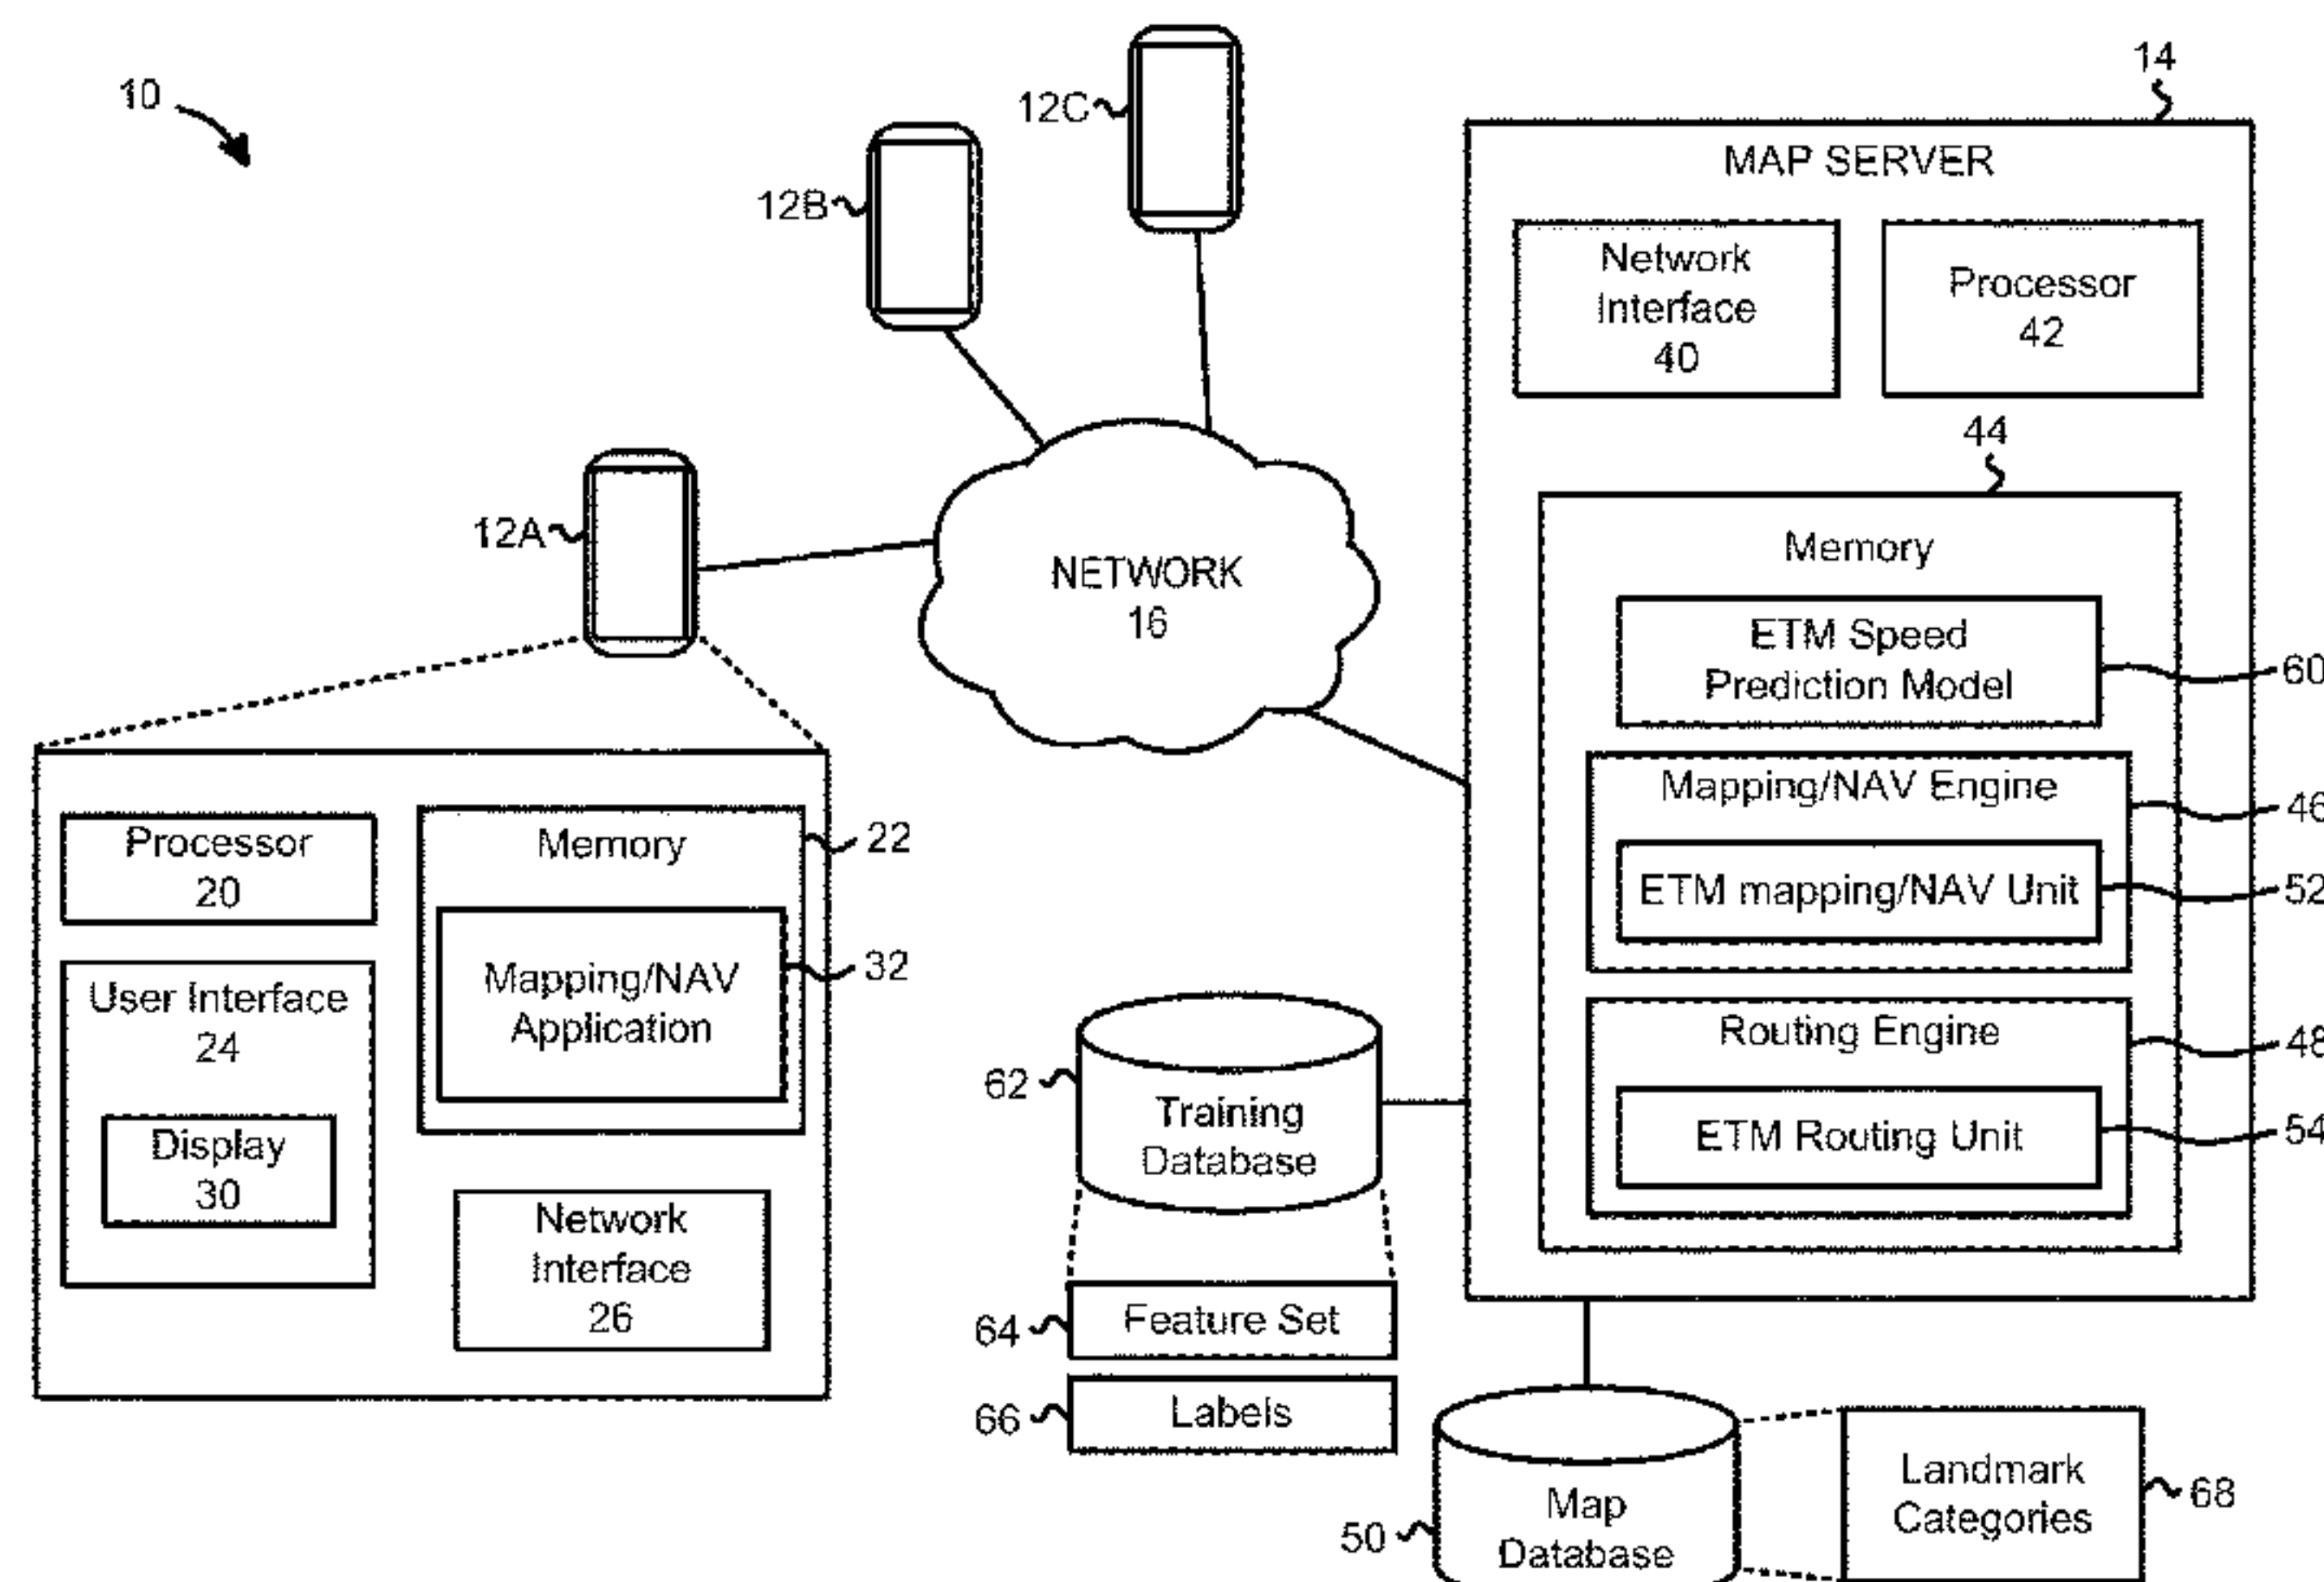 10
12C
12B
12A
NETWORK
16
14
MAP SERVER
Network
Interface
40
Processor
42
44
Memory
ETM Speed
Prediction Model
60
Mapping/NAV Engine
46
ETM mapping/NAV Unit
52
Routing Engine
48
ETM Routing Unit
54
Processor
20
Memory
22
User Interface
24
Mapping/NAV
Application
32
Display
30
Network
Interface
26
62
Training
Database
64
Feature Set
66
Labels
50
Map
Database
Landmark
Categories
68